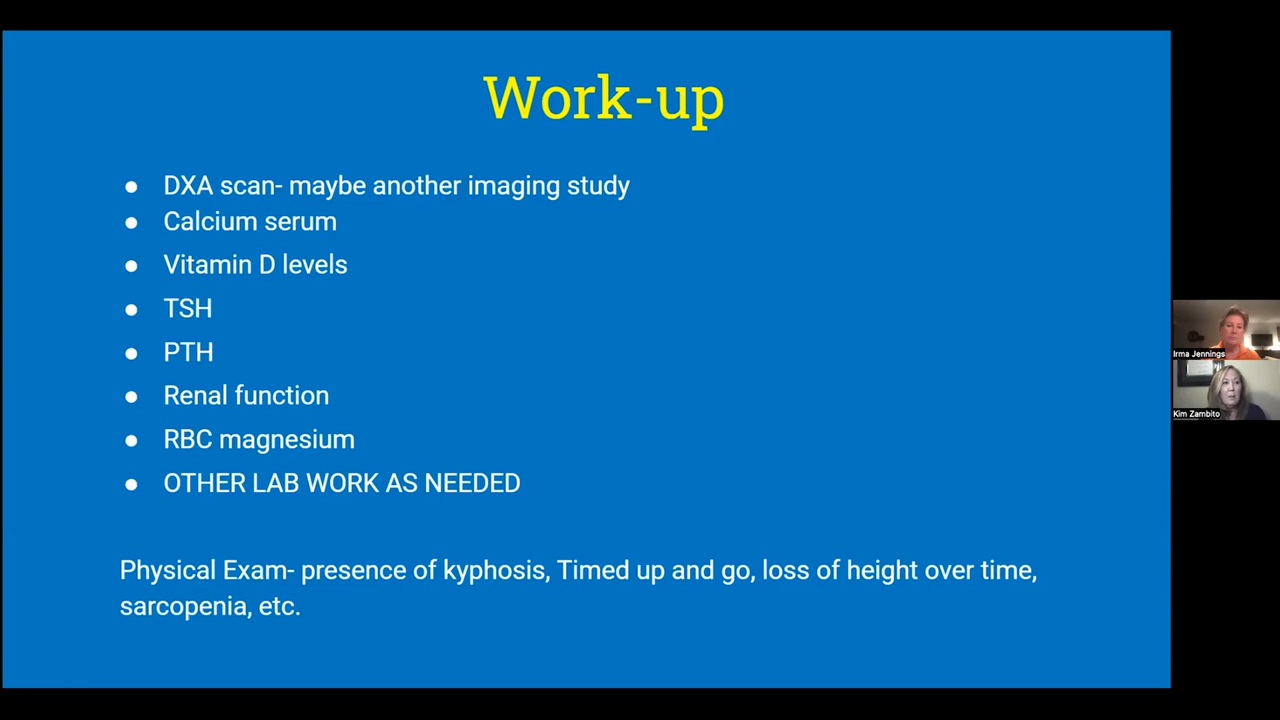 Work-up
● DXA scan- maybe another imaging study
● Calcium serum
● Vitamin D levels
● TSH
● PTH
● Renal function
● RBC magnesium
● OTHER LAB WORK AS NEEDED
Physical Exam- presence of kyphosis, Timed up and go, loss of height over time,
sarcopenia, etc.
Irma Jennings
Kim Zambito